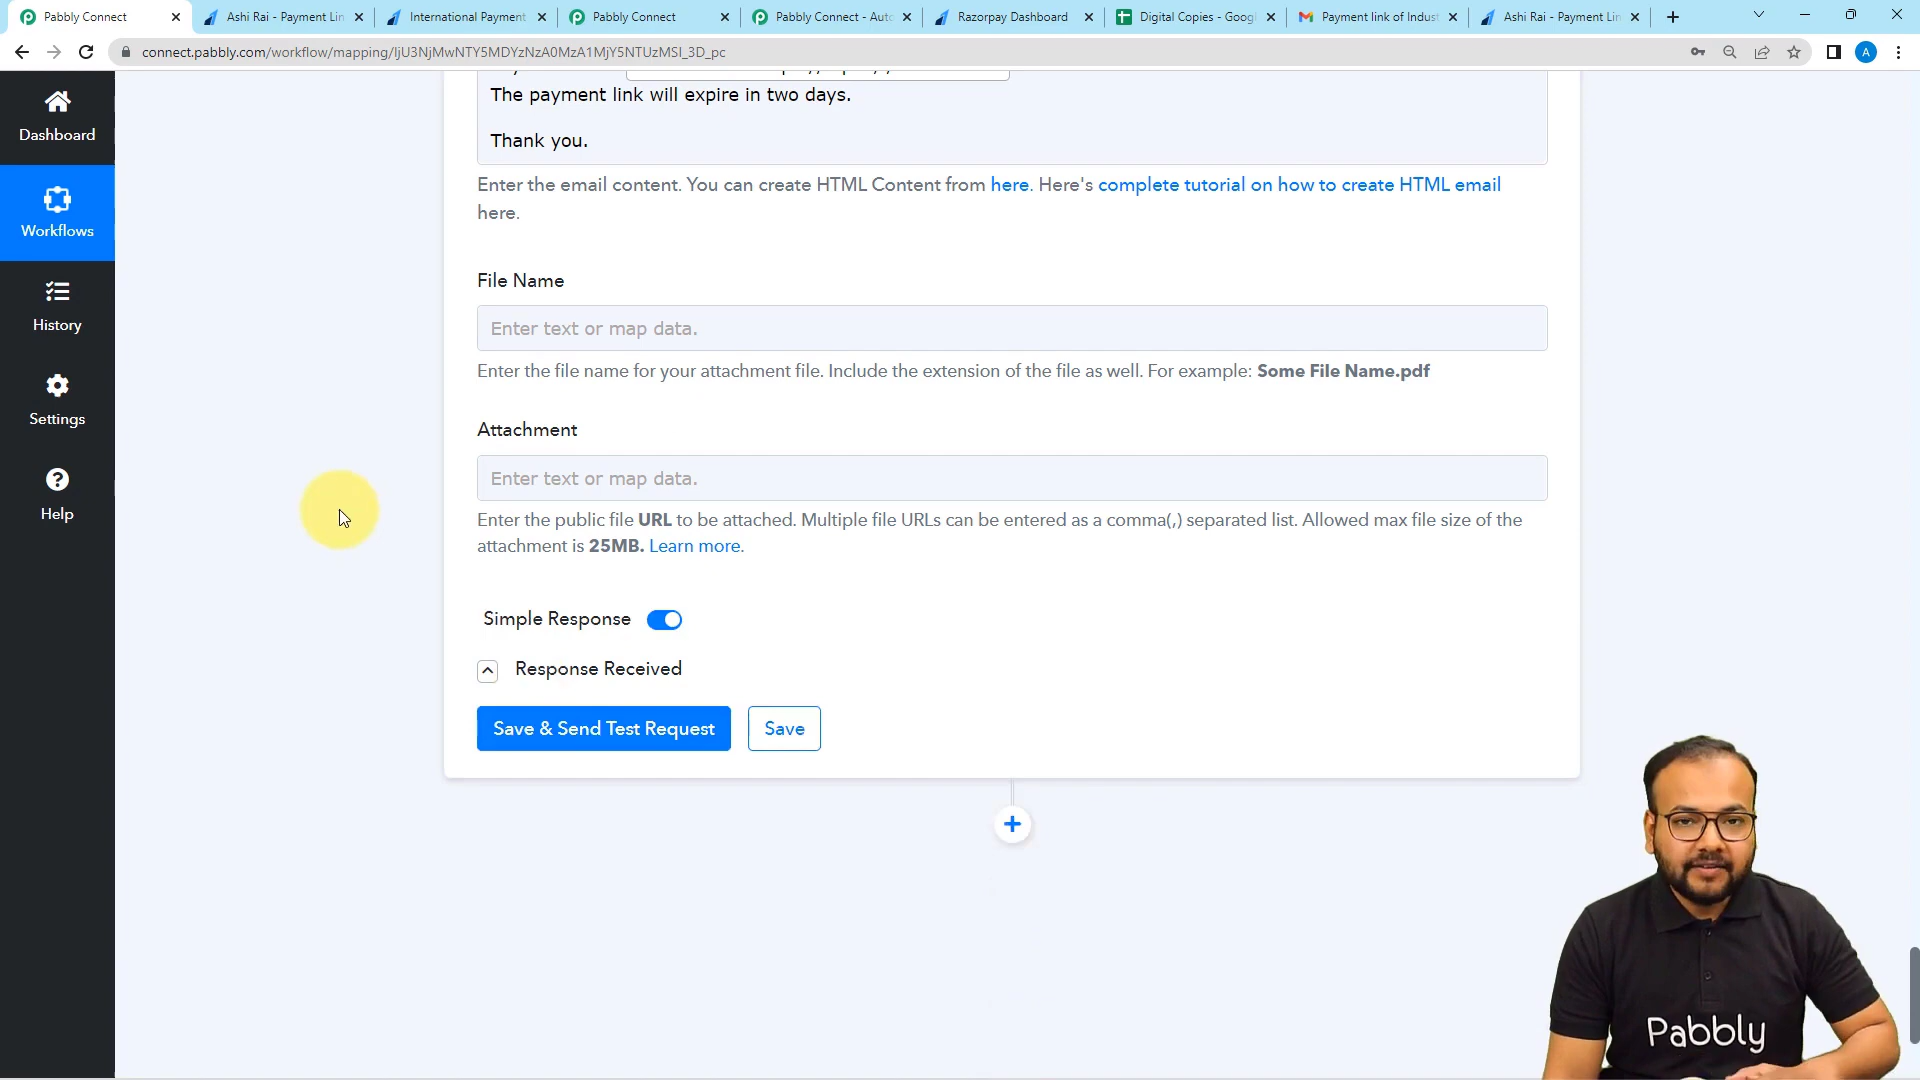 Pabbly Connect
Ashi Rai - Payment Lin
International Payment
Pabbly Connect
Pabbly Connect - Auto
Razorpay Dashboard
Digital Copies - Googl
Payment link of Indust
Ashi Rai - Payment Lin
connect.pabbly.com/workflow/mapping/IjU3NjMwNTY5MDYzNzA0MzA1MjY5NTUzMSI_3D_pc
A
Dashboard
Workflows
History
Settings
Help
The payment link will expire in two days.
Thank you.
Enter the email content. You can create HTML Content from here. Here's complete tutorial on how to create HTML email
here.
File Name
Enter text or map data.
Enter the file name for your attachment file. Include the extension of the file as well. For example: Some File Name.pdf
Attachment
Enter text or map data.
Enter the public file URL to be attached. Multiple file URLs can be entered as a comma(,) separated list. Allowed max file size of the
attachment is 25MB. Learn more.
Simple Response
Response Received
Save & Send Test Request
Save
Pabbly